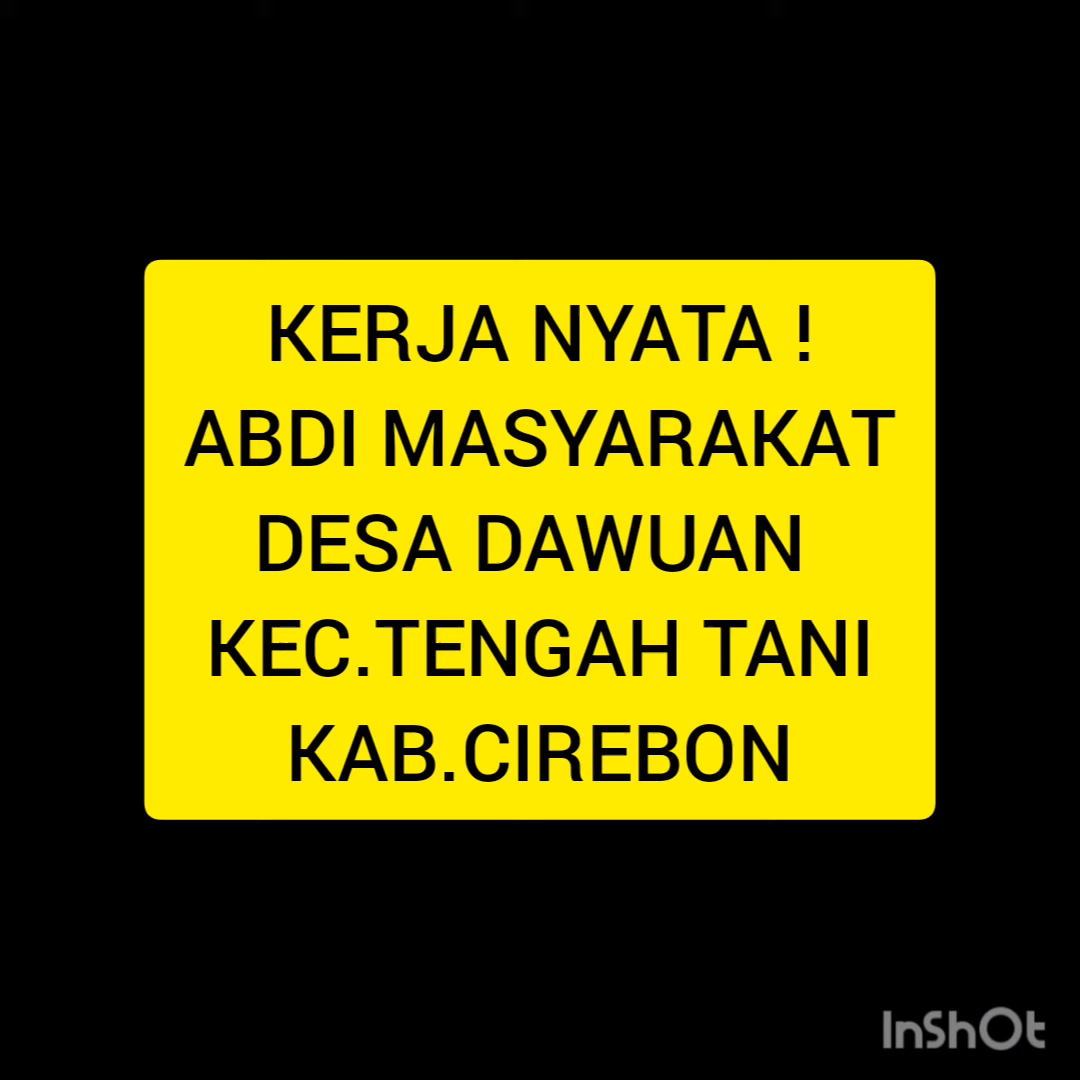 KERJA NYATA !
ABDI MASYARAKAT
DESA DAWUAN
KEC.TENGAH TANI
KAB.CIREBON
InShOt